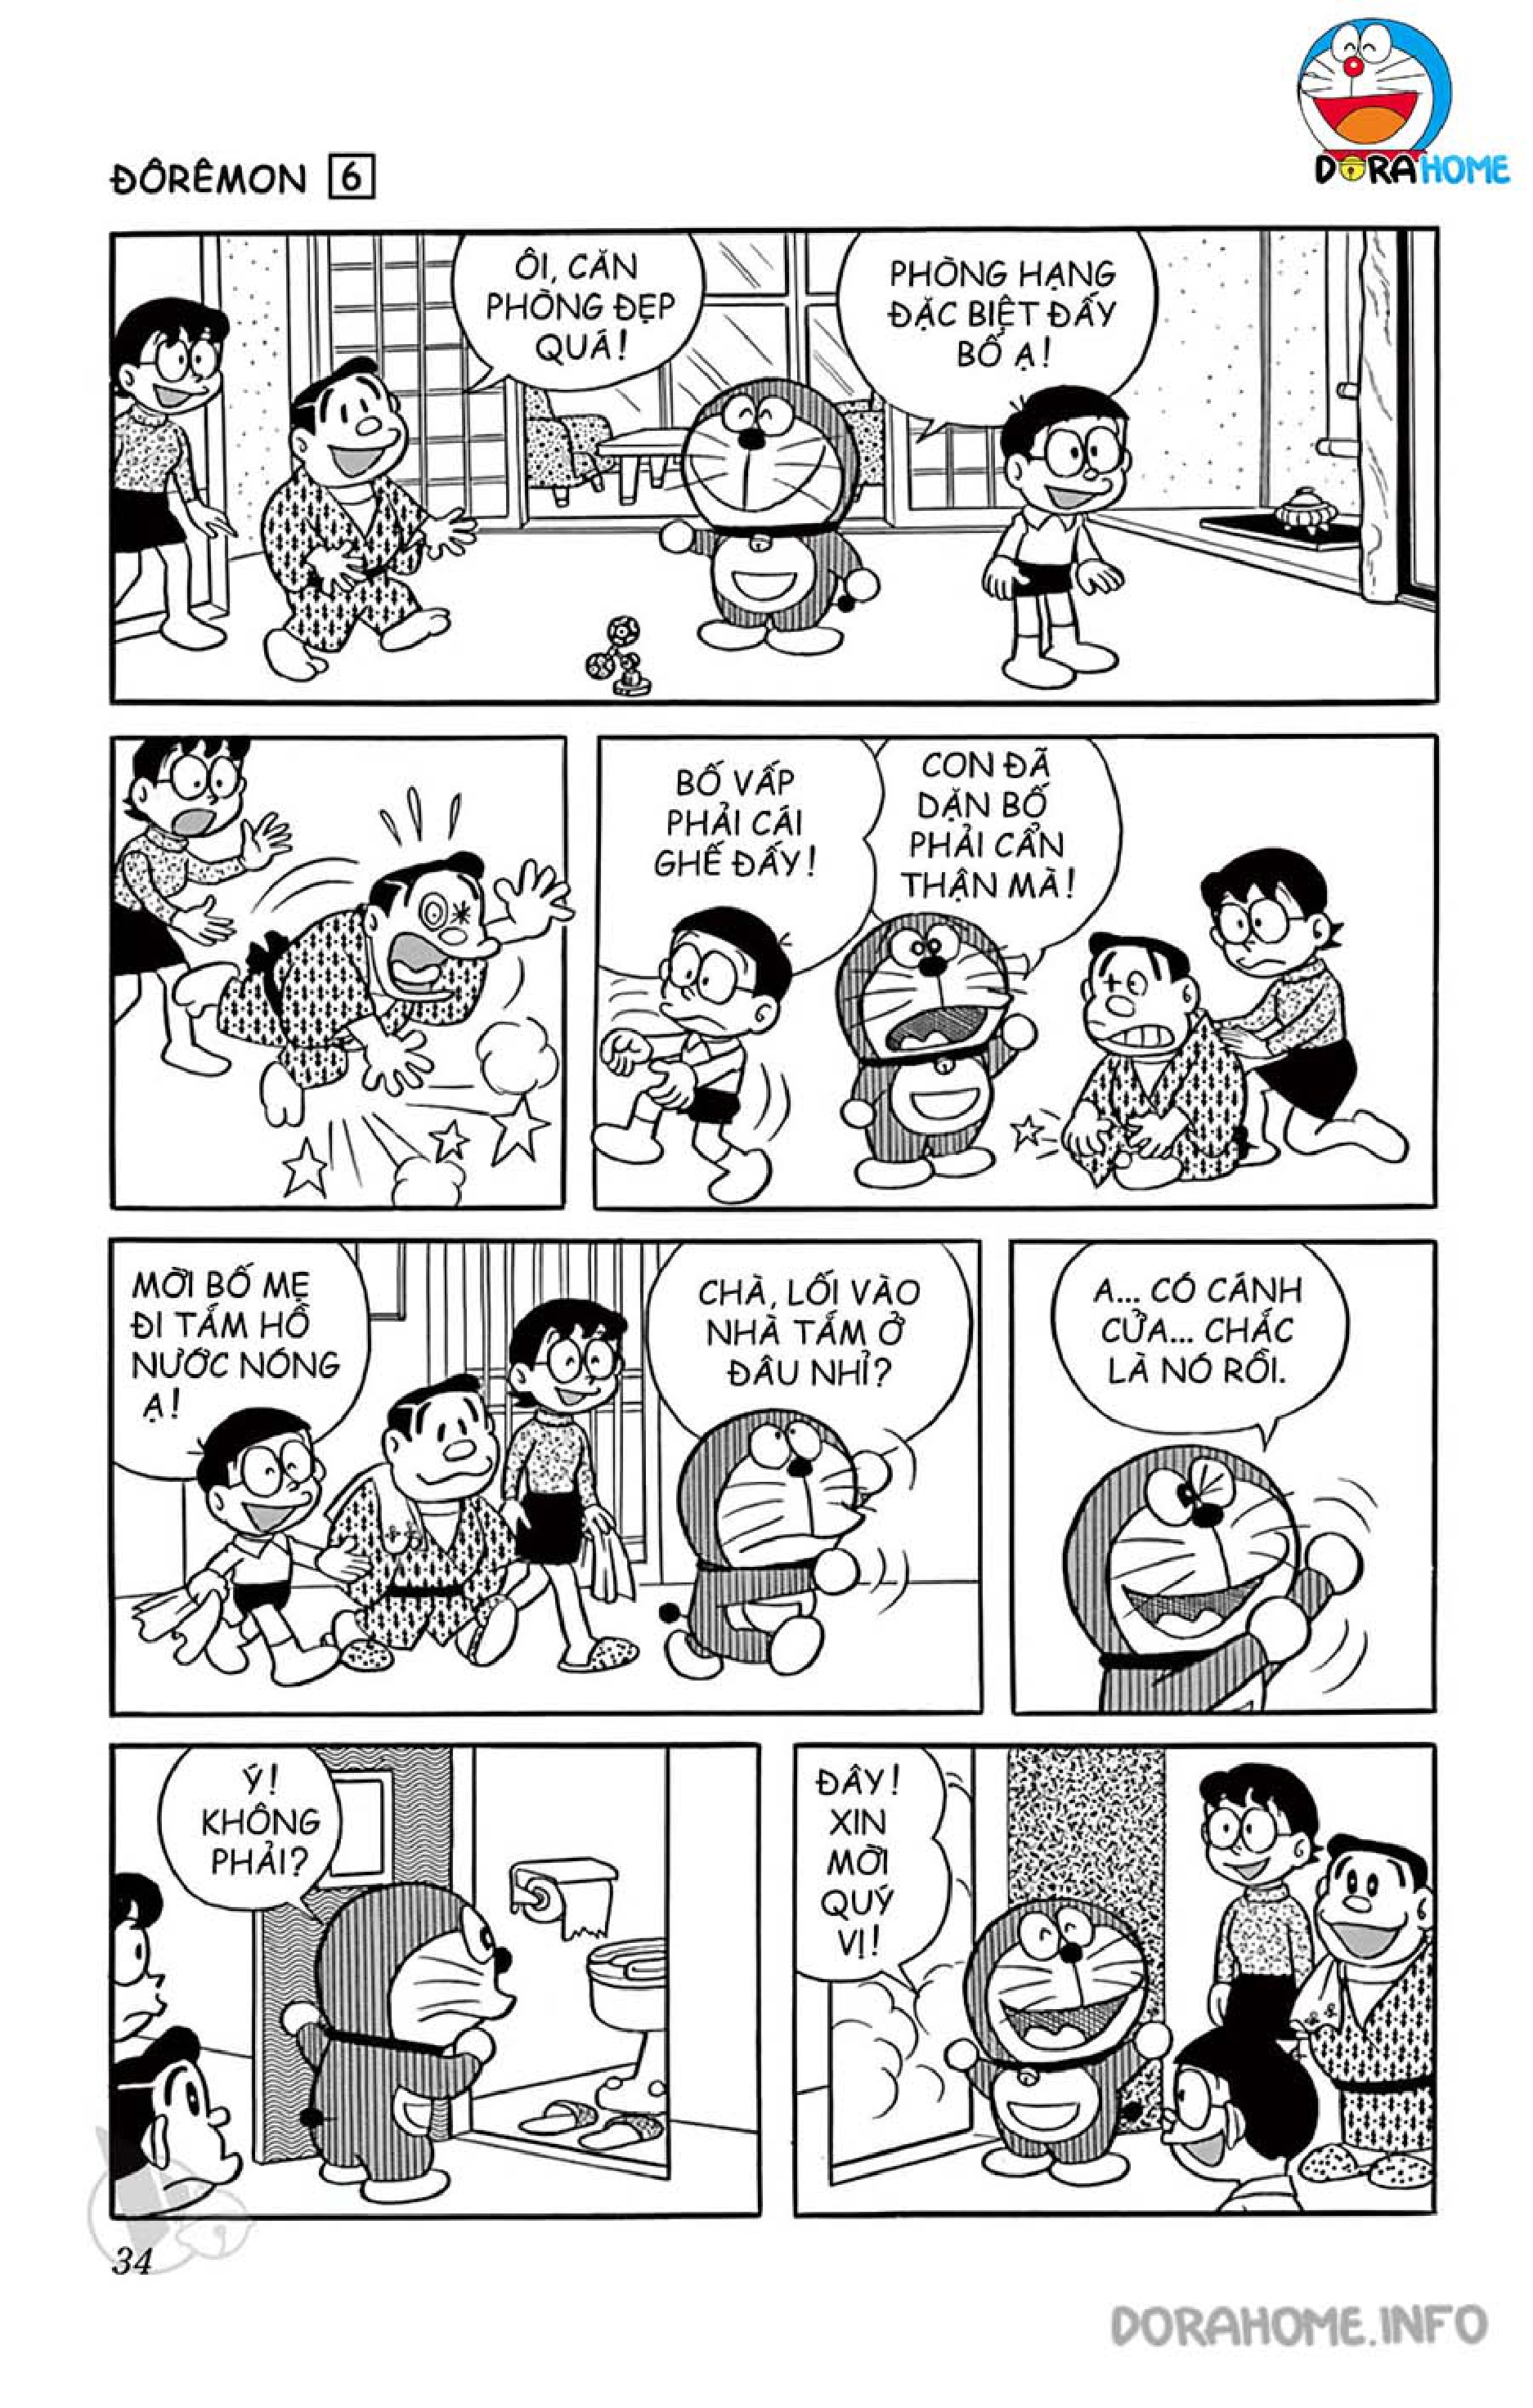 DORAHOME
ĐÔRÊMON 6
ÔI, CĂN
PHÒNG ĐẸP
QUÁ!
PHÒNG HẠNG
ĐẶC BIỆT ĐẤY
BỐ Ạ!
BỐ VẤP
PHẢI CÁI
GHẾ ĐẤY!
CON ĐÃ
DẶN BỐ
PHẢI CẨN
THẬN MÀ!
MỜI BỐ MẸ
ĐI TẮM HỒ
NƯỚC NÓNG
Ạ!
CHÀ, LỐI VÀO
NHÀ TẮM Ở
ĐÂU NHỈ?
A... CÓ CÁNH
CỬA... CHẮC
LÀ NÓ RỒI.
Ý!
KHÔNG
PHẢI?
ĐÂY!
XIN
MỜI
QUÝ
VỊ!
34
DORAHOME.INFO